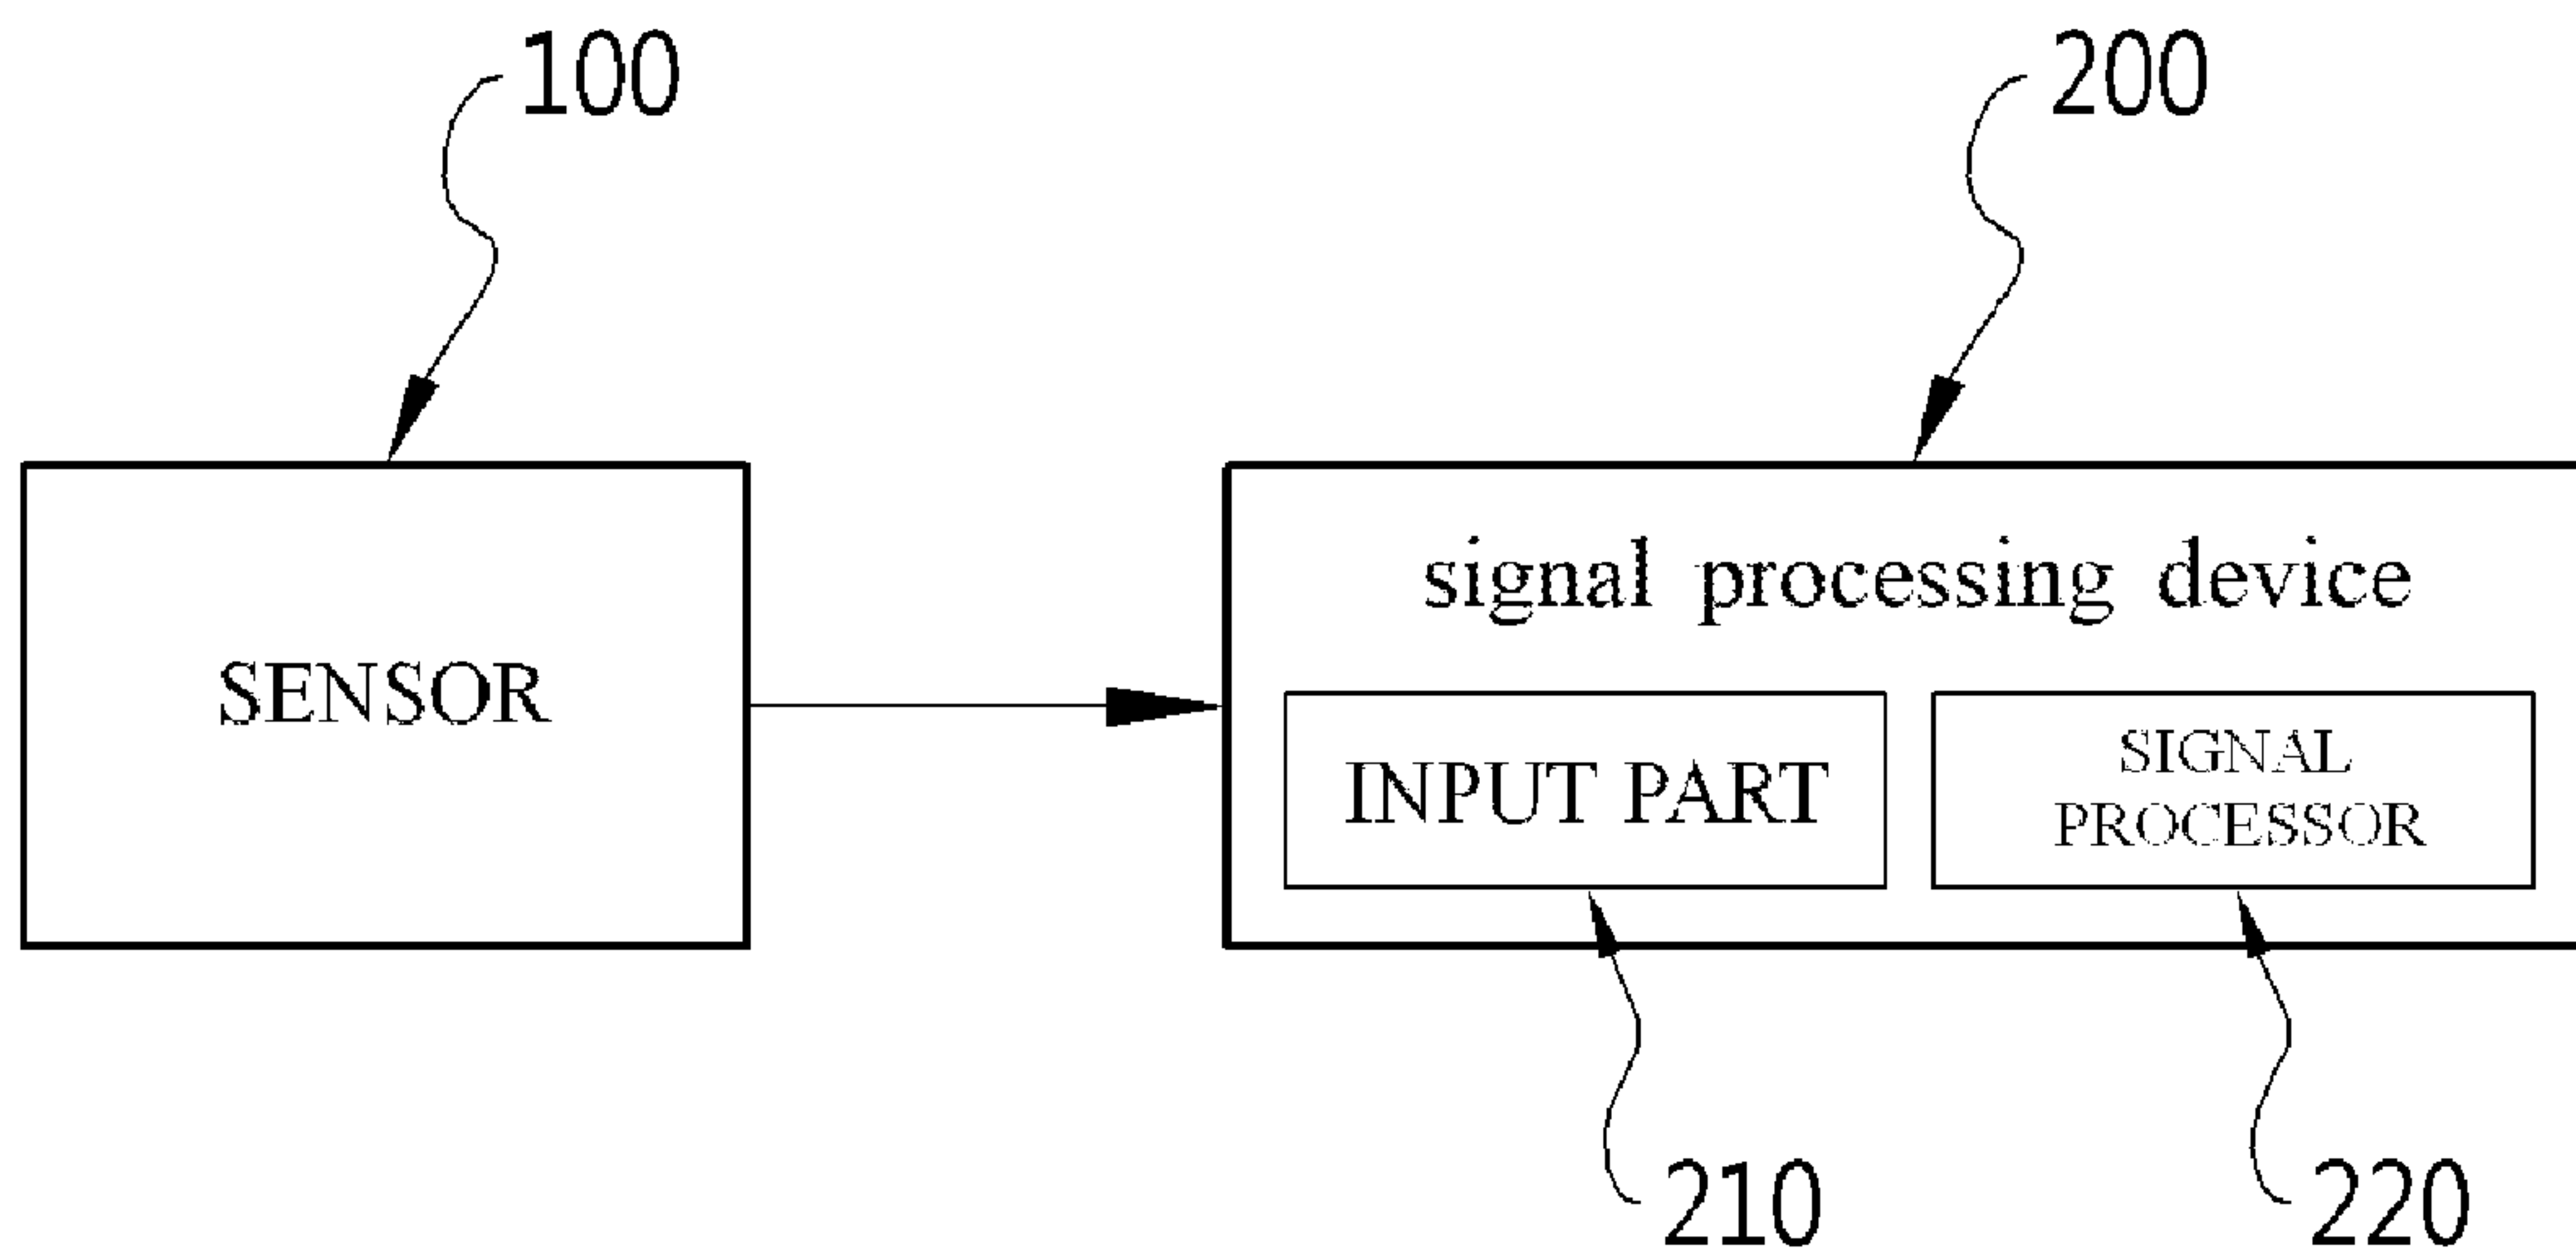 100
200
signal processing device
SENSOR
INPUT PART
SIGNAL
PROCESSOR
210
220